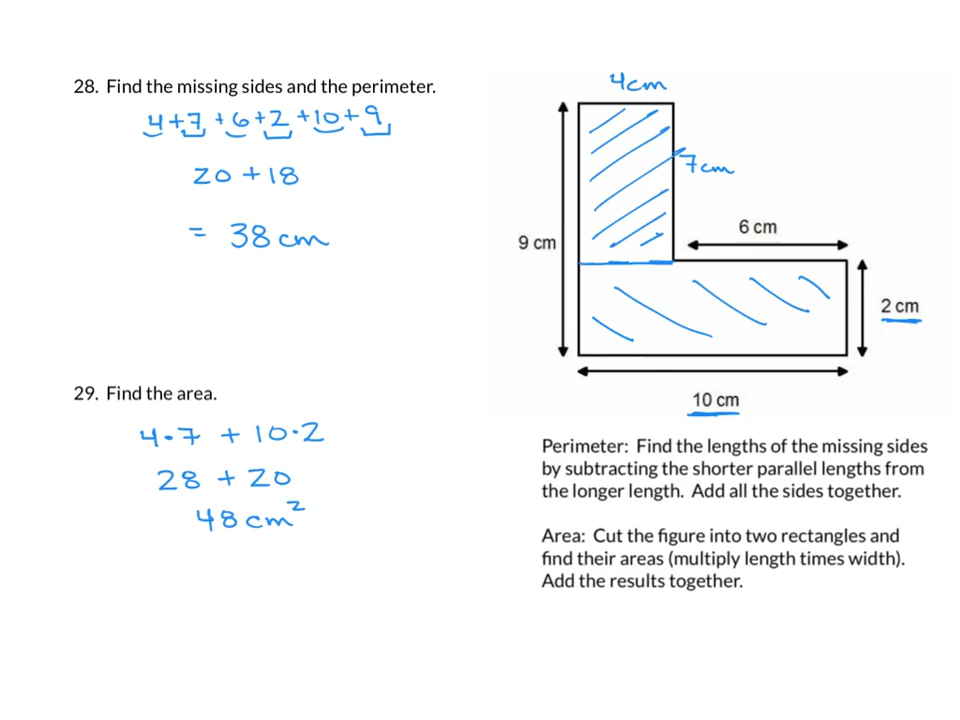 28. Find the missing sides and the perimeter.
4+7+6+2+10+9
20+18
= 38 cm
4cm
7cm
6 cm
9 cm
2 cm
10 cm
29. Find the area.
4·7 + 10·2
28 + 20
48 cm²
Perimeter: Find the lengths of the missing sides
by subtracting the shorter parallel lengths from
the longer length. Add all the sides together.
Area: Cut the figure into two rectangles and
find their areas (multiply length times width).
Add the results together.